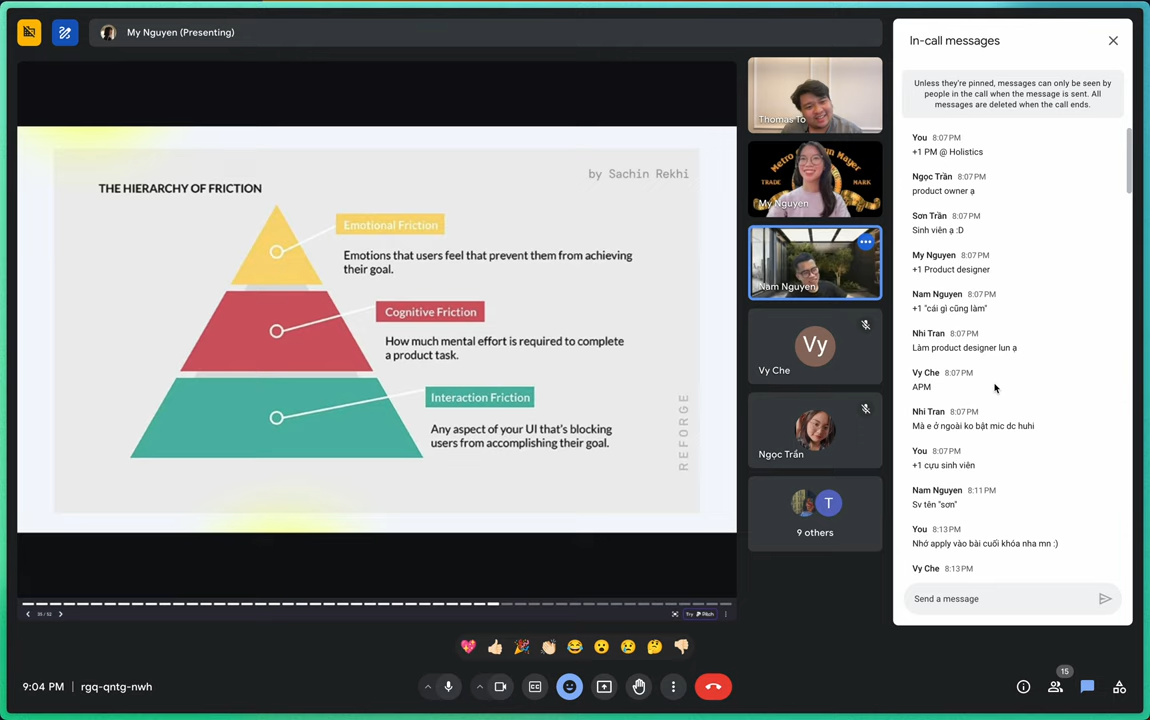 My Nguyen (Presenting)
by Sachin Rekhi
THE HIERARCHY OF FRICTION
Emotional Friction
Emotions that users feel that prevent them from achieving
their goal.
Cognitive Friction
How much mental effort is required to complete
a product task.
Interaction Friction
Any aspect of your UI that's blocking
users from accomplishing their goal.
REFORGE
35 / 52
Try Pitch
Thomas To
Metro
Mayer
TRADE
MARK
My Nguyen
Nam Nguyen
Vy
Vy Che
Ngọc Trần
T
9 others
In-call messages
Unless they're pinned, messages can only be seen by
people in the call when the message is sent. All
messages are deleted when the call ends.
You 8:07 PM
+1 PM @ Holistics
Ngọc Trần 8:07 PM
product owner ạ
Sơn Trần 8:07 PM
Sinh viên ạ :D
My Nguyen 8:07 PM
+1 Product designer
Nam Nguyen 8:07 PM
+1 "cái gì cũng làm"
Nhi Tran 8:07 PM
Làm product designer lun ạ
Vy Che 8:07 PM
APM
Nhi Tran 8:07 PM
Mà e ở ngoài ko bật mic dc huhi
You 8:07 PM
+1 cựu sinh viên
Nam Nguyen 8:11 PM
Sv tên "sơn"
You 8:13 PM
Nhớ apply vào bài cuối khóa nha mn :)
Vy Che 8:13 PM
Send a message
9:04 PM | rgq-qntg-nwh
15